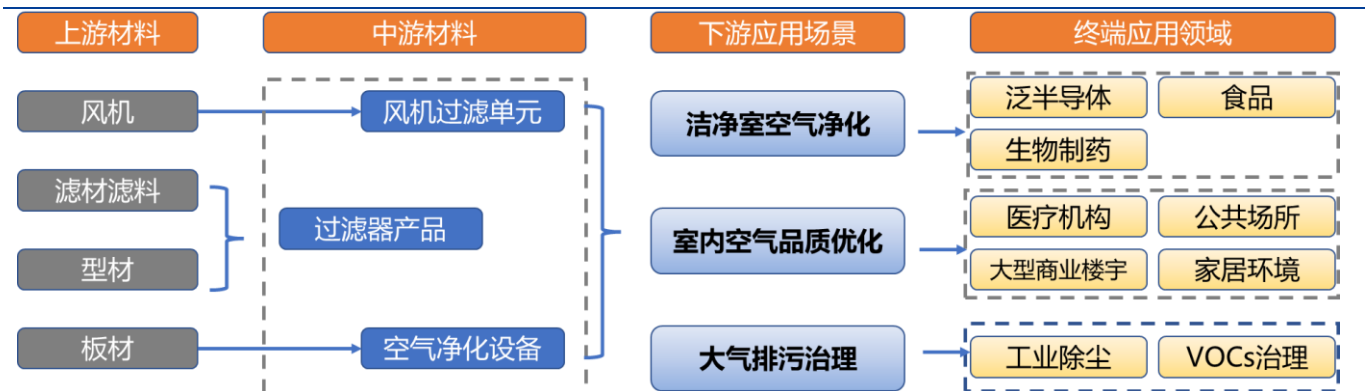 上游材料
中游材料
下游应用场景
终端应用领域
风机
风机过滤单元
洁净室空气净化
泛半导体
食品
生物制药
滤材滤料
过滤器产品
型材
室内空气品质优化
医疗机构
公共场所
大型商业楼宇
家居环境
板材
空气净化设备
大气排污治理
工业除尘
VOCs治理